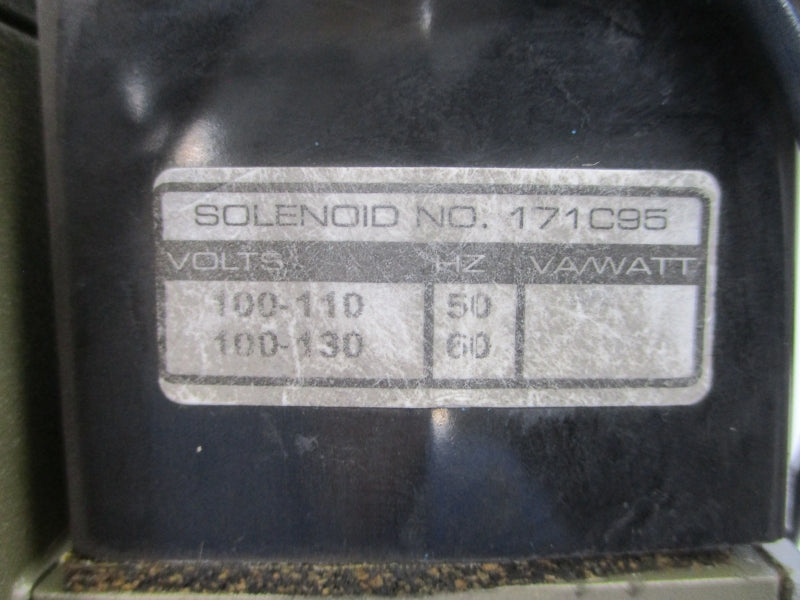 SOLENOID NO. 171C95
VOLTS HZ VA/WATT
100-110 50
100-130 60